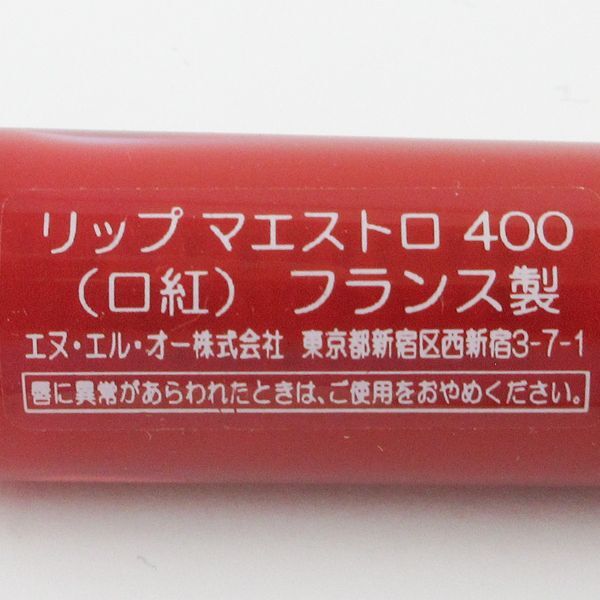 リップ マエストロ 400
（口紅） フランス製
エヌ・エル・オー株式会社 東京都新宿区西新宿3-7-1
唇に異常があらわれたときは、ご使用をおやめください。